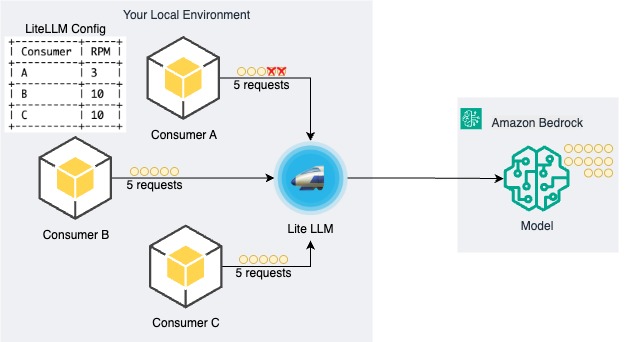 Your Local Environment
LiteLLM Config
+----------+-----+
| Consumer | RPM |
+----------+-----+
| A | 3 |
+----------+-----+
| B | 10 |
+----------+-----+
| C | 10 |
+----------+-----+
5 requests
Consumer A
5 requests
Consumer B
Lite LLM
5 requests
Consumer C
Amazon Bedrock
Model